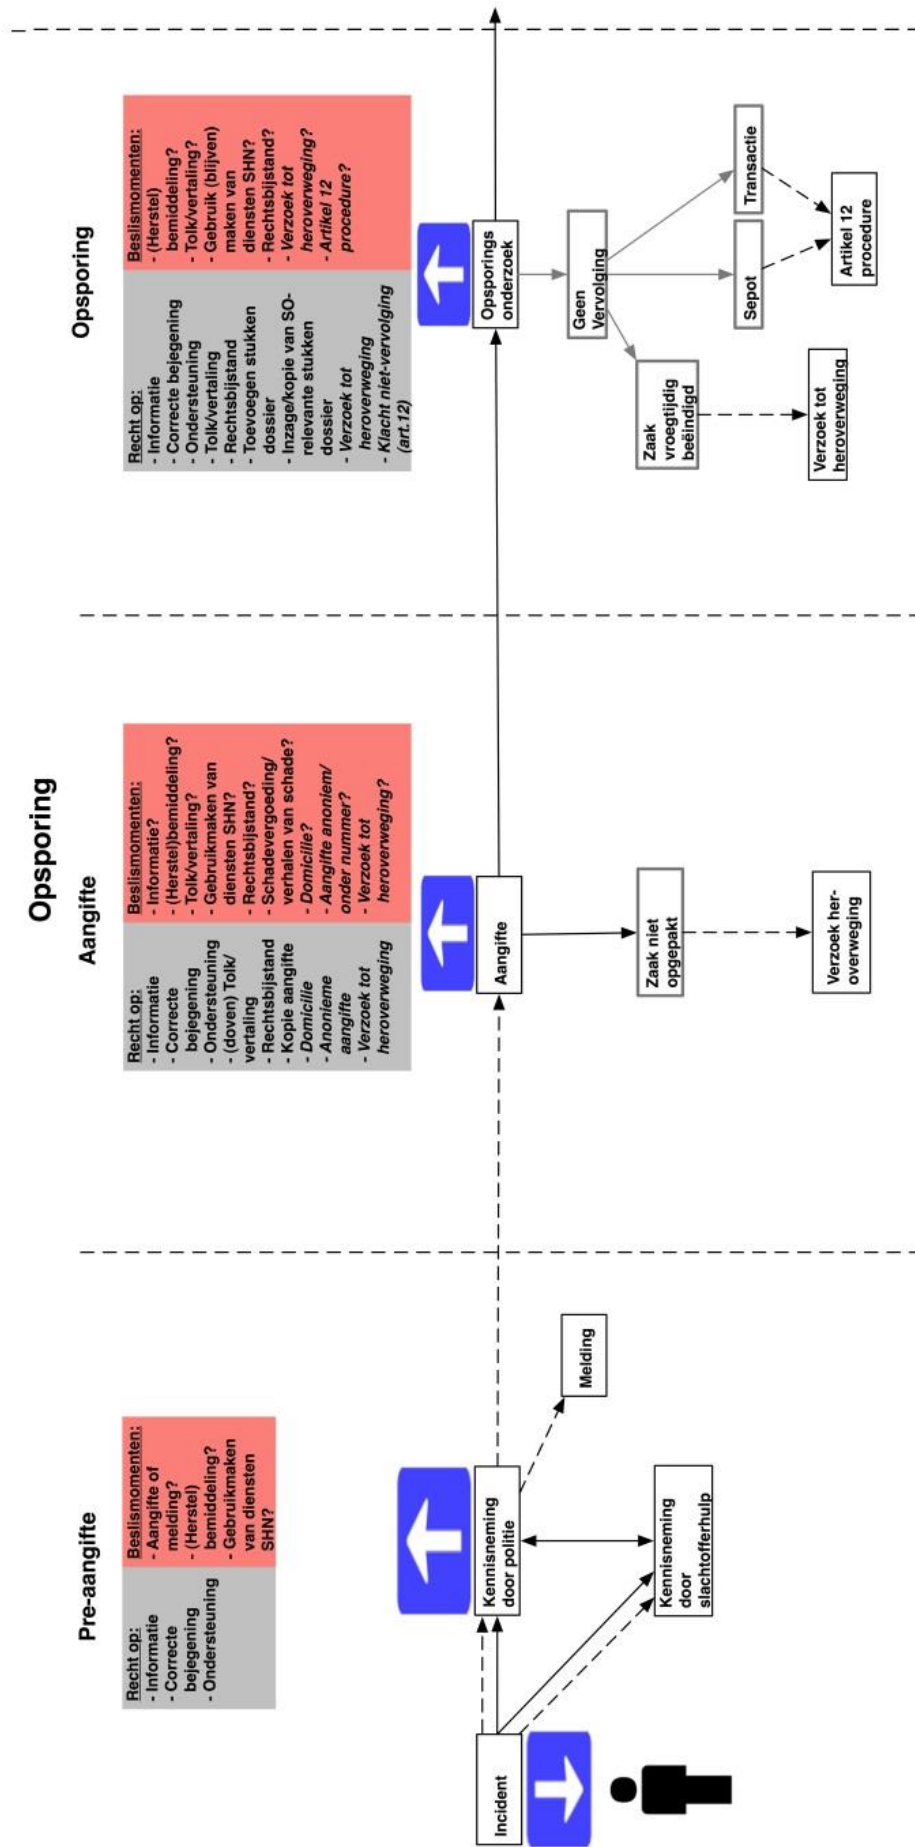 Opsporing
Pre-aangifte
Recht op:
- Informatie
- Correcte
bejegening
- Ondersteuning
Beslismomenten:
- Aangifte of
melding?
- (Herstel)
bemiddeling?
- Gebruikmaken
van diensten
SHN?
Incident
Kennisneming
door politie
Melding
Kennisneming
door
slachtofferhulp
Aangifte
Recht op:
- Informatie
- Correcte
bejegening
- Ondersteuning
- (doven) Tolk/
vertaling
- Rechtsbijstand
- Kopie aangifte
- Domicilie
- Anonieme
aangifte
- Verzoek tot
heroverweging
Beslismomenten:
- Informatie?
- (Herstel)bemiddeling?
- Tolk/vertaling?
- Gebruikmaken van
diensten SHN?
- Rechtsbijstand?
- Schadevergoeding/
verhalen van schade?
- Domicilie?
- Aangifte anoniem/
onder nummer?
- Verzoek tot
heroverweging?
Aangifte
Zaak niet
opgepakt
Verzoek her-
overweging
Opsporing
Recht op:
- Informatie
- Correcte bejegening
- Ondersteuning
- Tolk/vertaling
- Rechtsbijstand
- Toevoegen stukken
dossier
- Inzage/kopie van SO-
relevante stukken
dossier
- Verzoek tot
heroverweging
- Klacht niet-vervolging
(art.12)
Beslismomenten:
- (Herstel)
bemiddeling?
- Tolk/vertaling?
- Gebruik (blijven)
maken van
diensten SHN?
- Rechtsbijstand?
- Verzoek tot
heroverweging?
- Artikel 12
procedure?
Opsporings
onderzoek
Geen
Vervolging
Zaak
vroegtijdig
beëindigd
Sepot
Transactie
Verzoek tot
heroverweging
Artikel 12
procedure